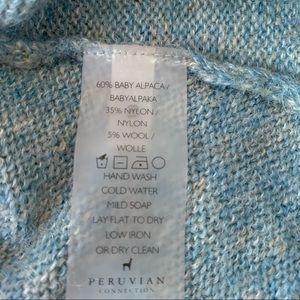 60% BABY ALPACA /
BABYALPAKA
35% NYLON /
NYLON
5% WOOL /
WOLLE
HAND WASH
COLD WATER
MILD SOAP
LAY FLAT TO DRY
LOW IRON
OR DRY CLEAN
PERUVIAN
CONNECTION